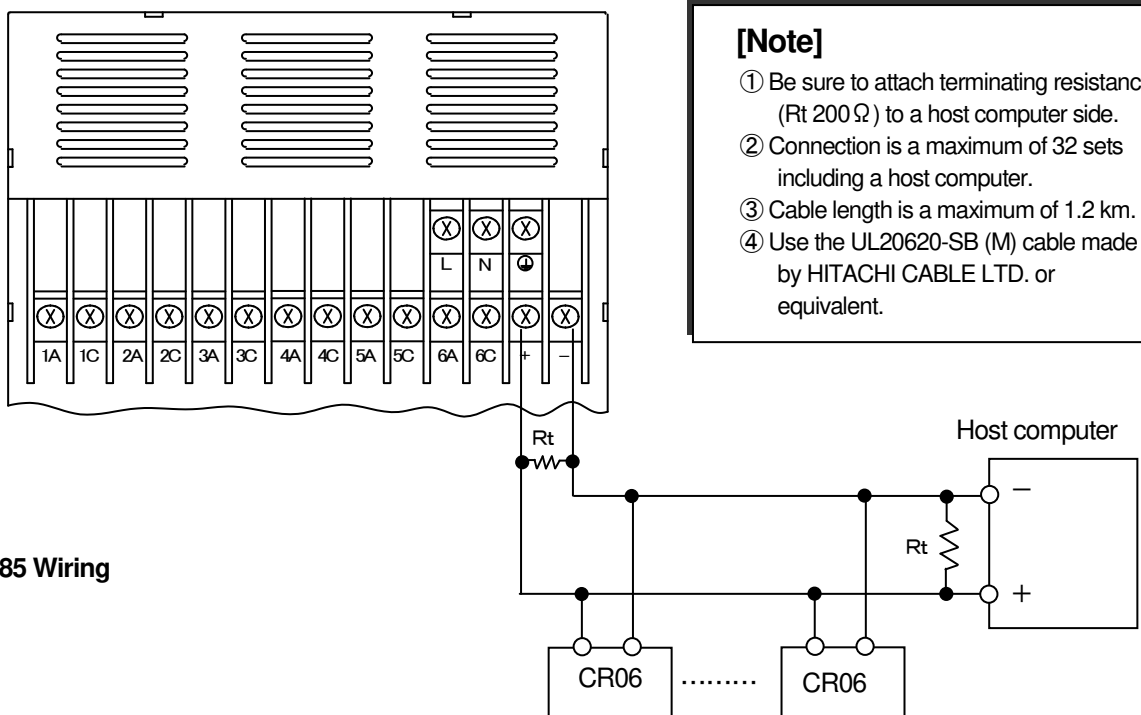 [Note]
① Be sure to attach terminating resistanc
(Rt 200Ω) to a host computer side.
② Connection is a maximum of 32 sets
including a host computer.
③ Cable length is a maximum of 1.2 km.
④ Use the UL20620-SB (M) cable made
by HITACHI CABLE LTD. or
equivalent.
L N
1A 1C 2A 2C 3A 3C 4A 4C 5A 5C 6A 6C + −
Rt
Host computer
−
Rt
+
85 Wiring
CR06 ......... CR06